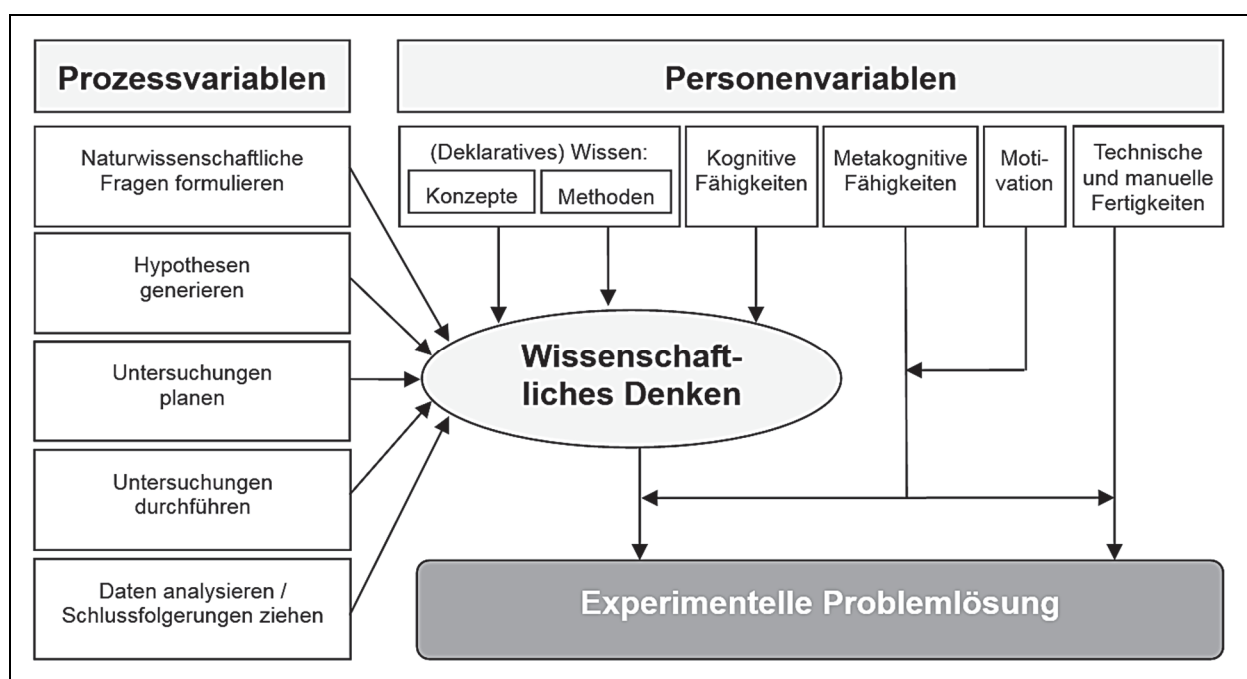 Prozessvariablen
Naturwissenschaftliche
Fragen formulieren
Hypothesen
generieren
Untersuchungen
planen
Untersuchungen
durchführen
Daten analysieren /
Schlussfolgerungen ziehen
Personenvariablen
(Deklaratives) Wissen:
Konzepte
Methoden
Kognitive
Fähigkeiten
Metakognitive
Fähigkeiten
Moti-
vation
Technische
und manuelle
Fertigkeiten
Wissenschaft-
liches Denken
Experimentelle Problemlösung